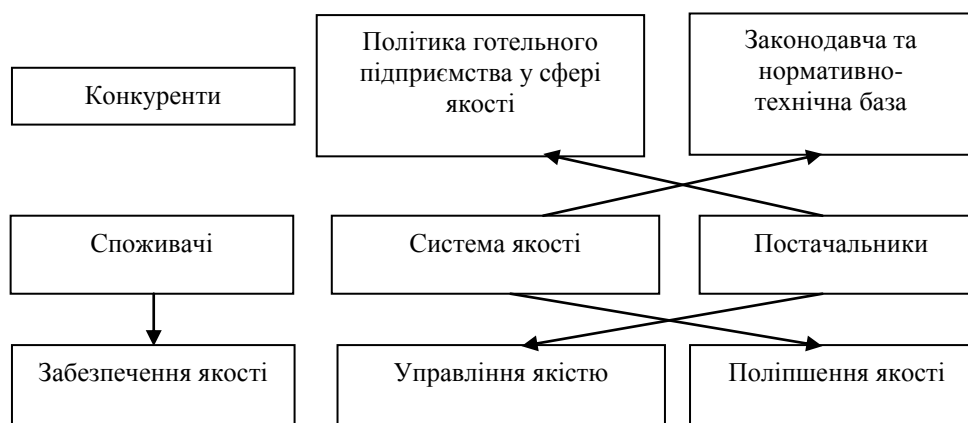 Конкуренти
Політика готельного
підприємства у сфері
якості
Законодавча та
нормативно-
технічна база
Споживачі
Система якості
Постачальники
Забезпечення якості
Управління якістю
Поліпшення якості